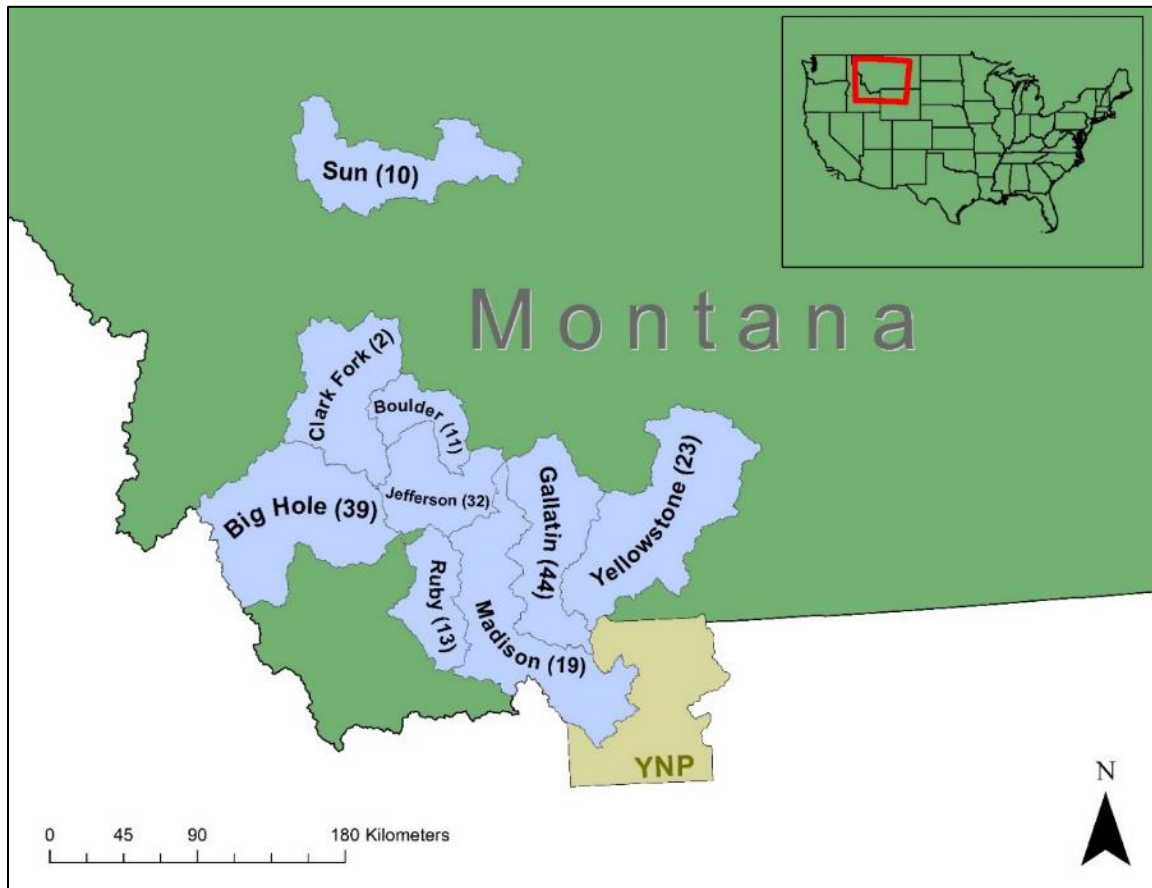 Sun (10)
Montana
Clark Fork (2)
Boulder (11)
Jefferson (32)
Big Hole (39)
Gallatin (44)
Yellowstone (23)
Ruby (13)
Madison (19)
YNP
0 45 90 180 Kilometers
N